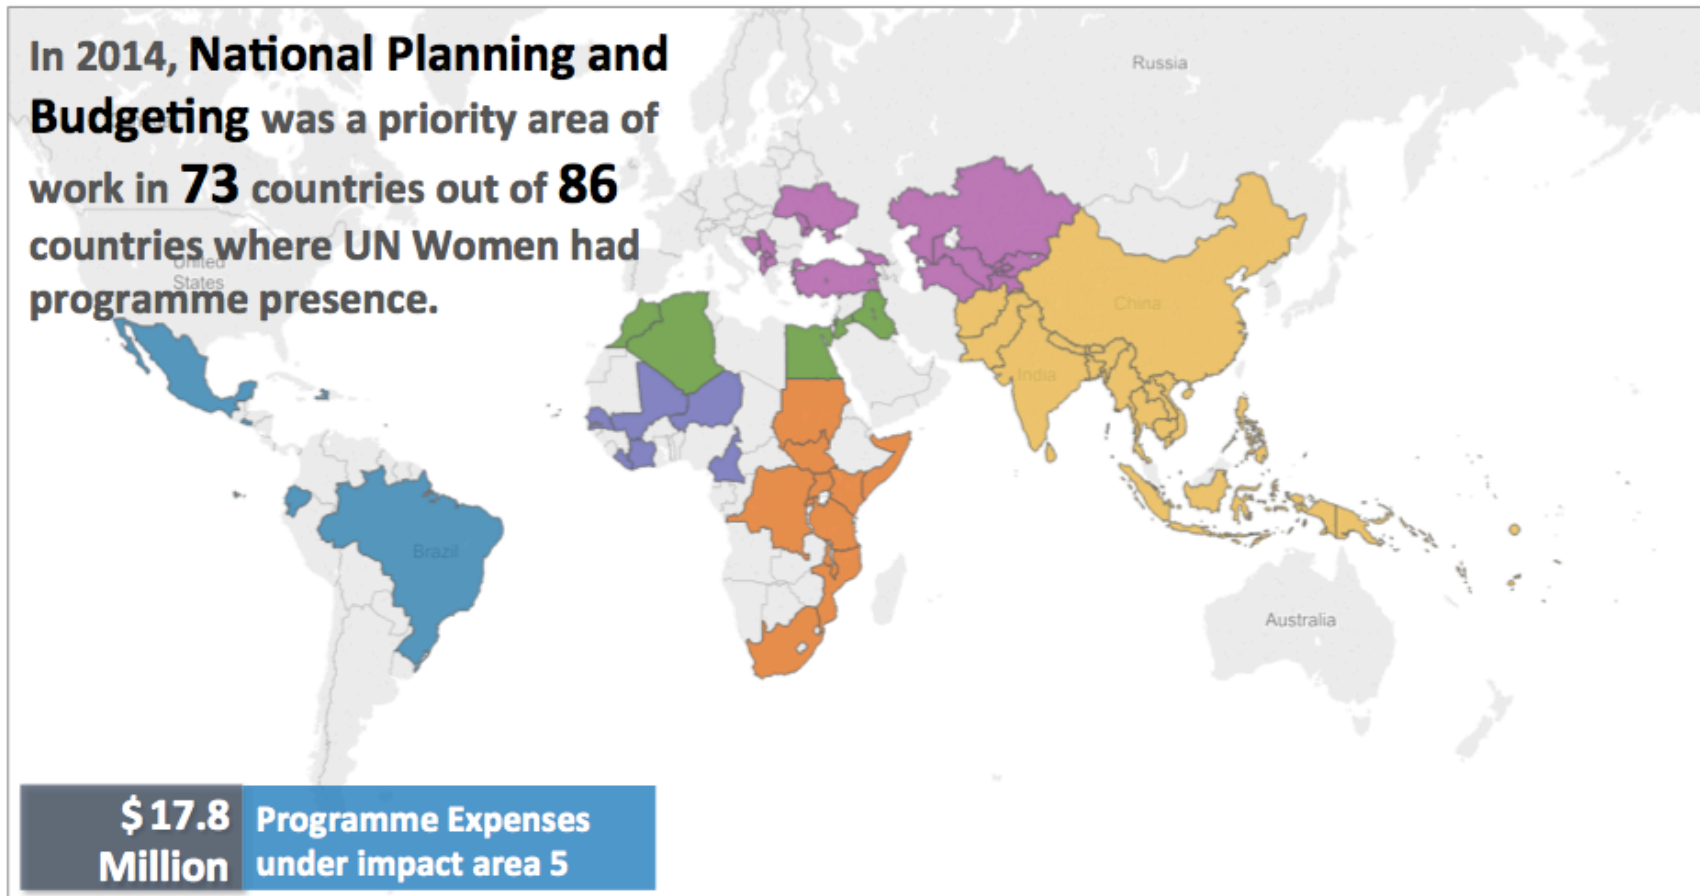 In 2014, National Planning and
Budgeting was a priority area of
work in 73 countries out of 86
countries where UN Women had
programme presence.
United
States
Russia
China
India
Brazil
Australia
$ 17.8
Million
Programme Expenses
under impact area 5